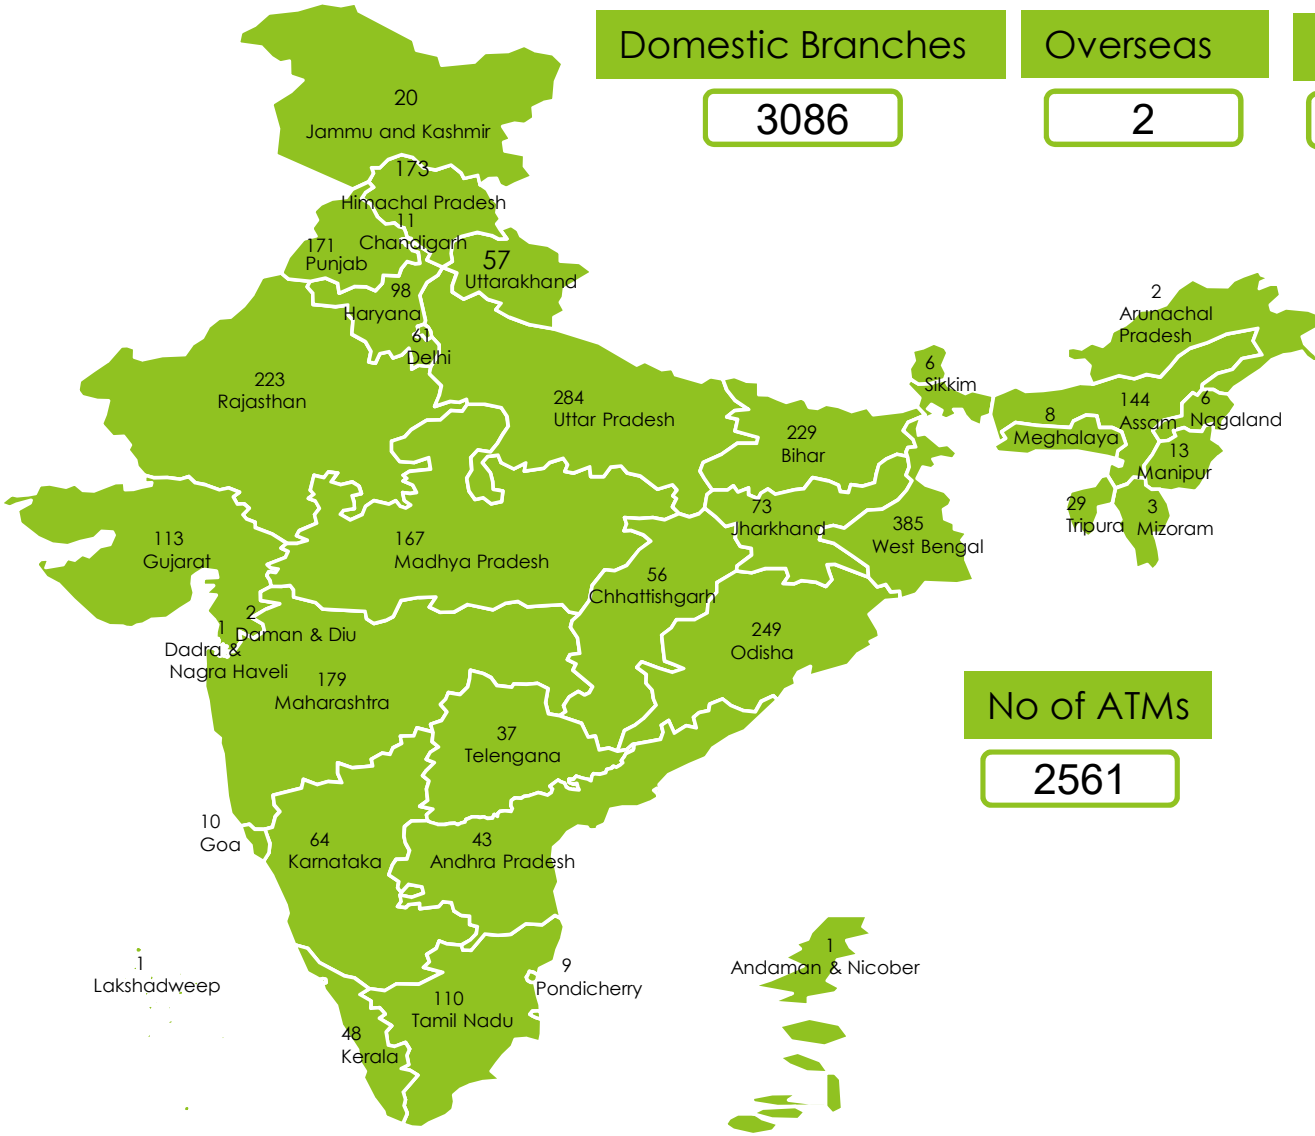 Domestic Branches
3086
Overseas
2
20
Jammu and Kashmir
173
Himachal Pradesh
11
Chandigarh
171
Punjab
57
Uttarakhand
98
Haryana
61
Delhi
2
Arunachal
Pradesh
223
Rajasthan
284
Uttar Pradesh
6
Sikkim
144
Assam
6
Nagaland
8
Meghalaya
229
Bihar
13
Manipur
73
Jharkhand
385
West Bengal
29
Tripura
3
Mizoram
113
Gujarat
167
Madhya Pradesh
56
Chhattishgarh
2
Daman & Diu
1
Dadra &
Nagra Haveli
249
Odisha
179
Maharashtra
No of ATMs
2561
37
Telengana
10
Goa
64
Karnataka
43
Andhra Pradesh
1
Lakshadweep
9
Pondicherry
1
Andaman & Nicober
110
Tamil Nadu
48
Kerala